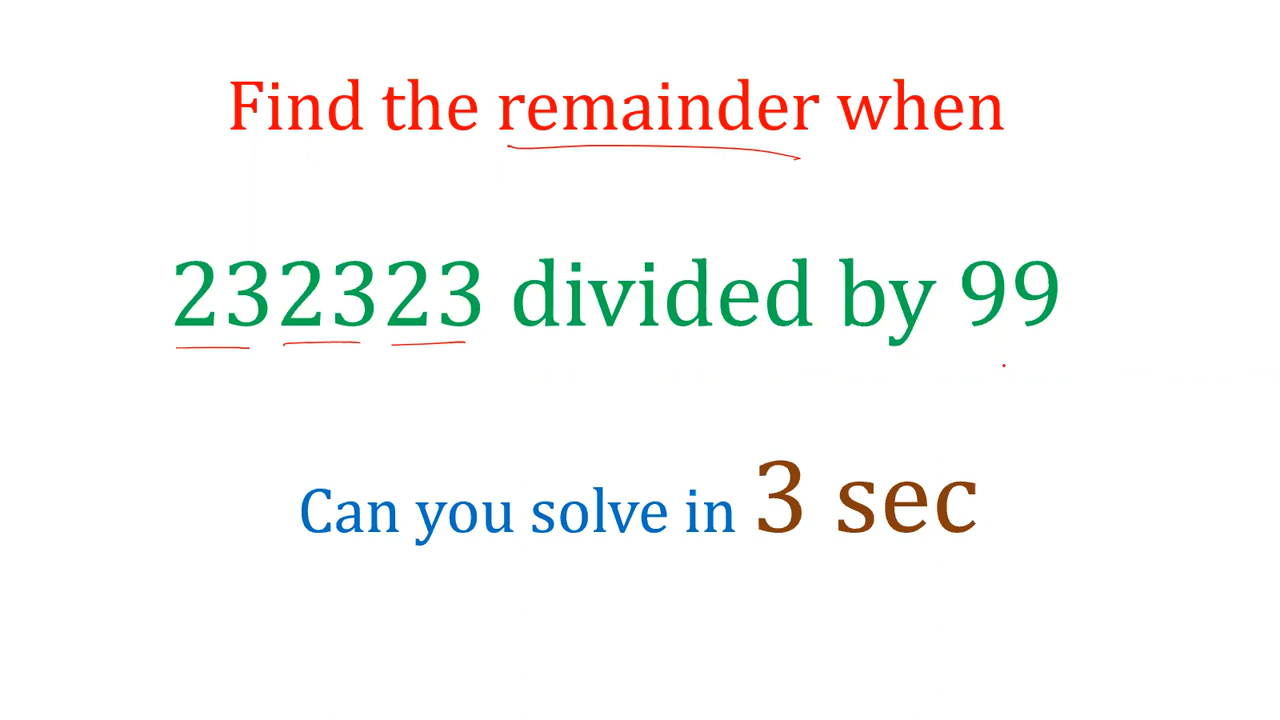 Find the remainder when
232323 divided by 99
Can you solve in 3 sec